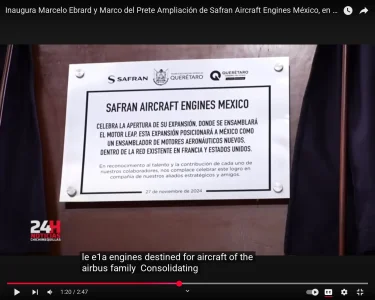 Inaugura Marcelo Ebrard y Marco del Prete Ampliación de Safran Aircraft Engines México, en ...
SAFRAN
QUERÉTARO
QUERÉTARO
SAFRAN AIRCRAFT ENGINES MEXICO
CELEBRA LA APERTURA DE SU EXPANSIÓN, DONDE SE ENSAMBLARÁ
EL MOTOR LEAP. ESTA EXPANSIÓN POSICIONARÁ A MÉXICO COMO
UN ENSAMBLADOR DE MOTORES AERONÁUTICOS NUEVOS,
DENTRO DE LA RED EXISTENTE EN FRANCIA Y ESTADOS UNIDOS.
En reconocimiento al talento y la contribución de cada uno de
nuestros colaboradores, nos complace celebrar este logro en
compañía de nuestros aliados estratégicos y amigos.
27 de noviembre de 2024
24H
NOTICIAS
CHICHIMEQUILLAS
le e1a engines destined for aircraft of the
airbus family Consolidating
1:20 / 2:47